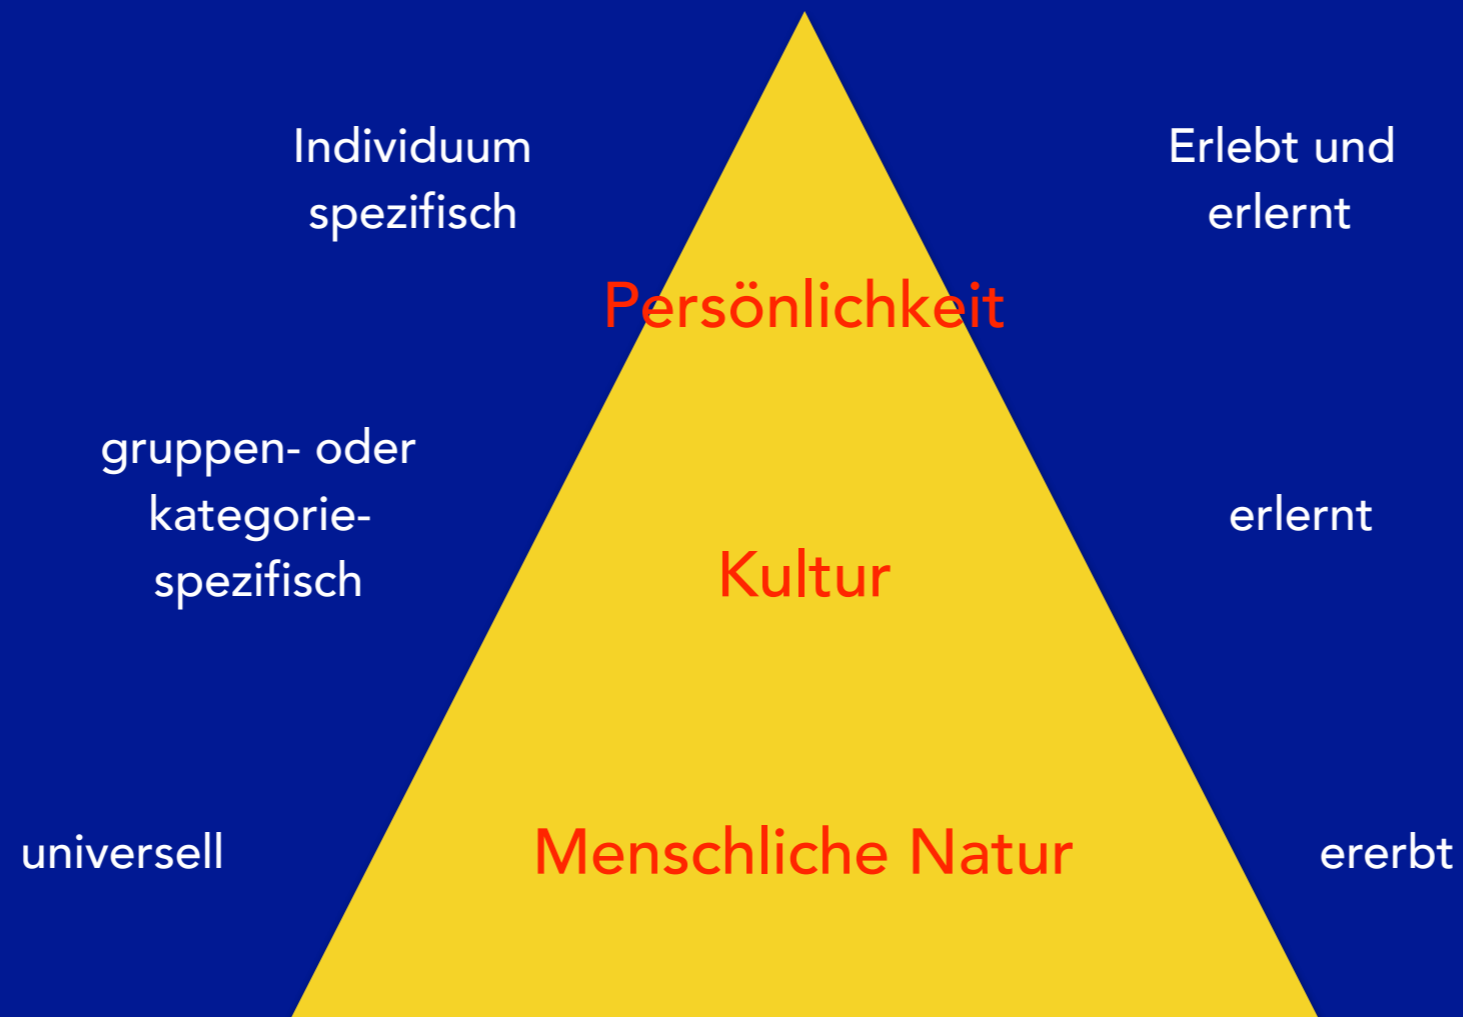 Individuum
spezifisch
Erlebt und
erlernt
Persönlichkeit
gruppen- oder
kategorie-
spezifisch
Kultur
erlernt
universell
Menschliche Natur
ererbt